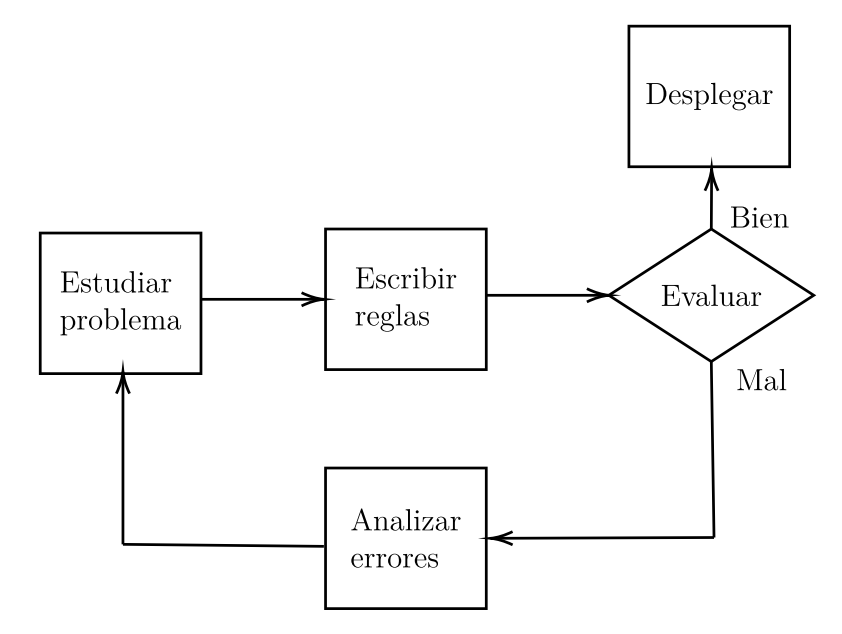 Desplegar
Bien
Estudiar
problema
Escribir
reglas
Evaluar
Mal
Analizar
errores